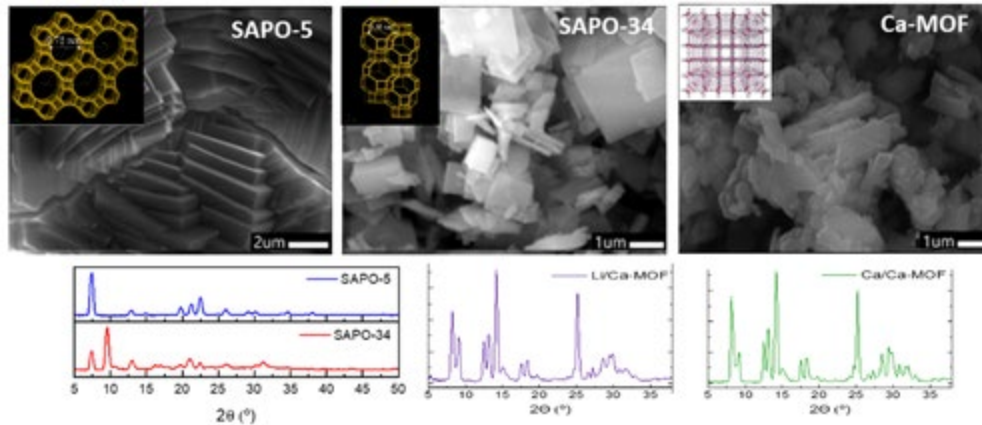 SAPO-5
SAPO-34
Ca-MOF
2um
1um
1um
SAPO-5
SAPO-34
5 10 15 20 25 30 35 40 45 50
2θ (º)
Li/Ca-MOF
5 10 15 20 25 30 35
2Θ (º)
Ca/Ca-MOF
5 10 15 20 25 30 35
2Θ (º)